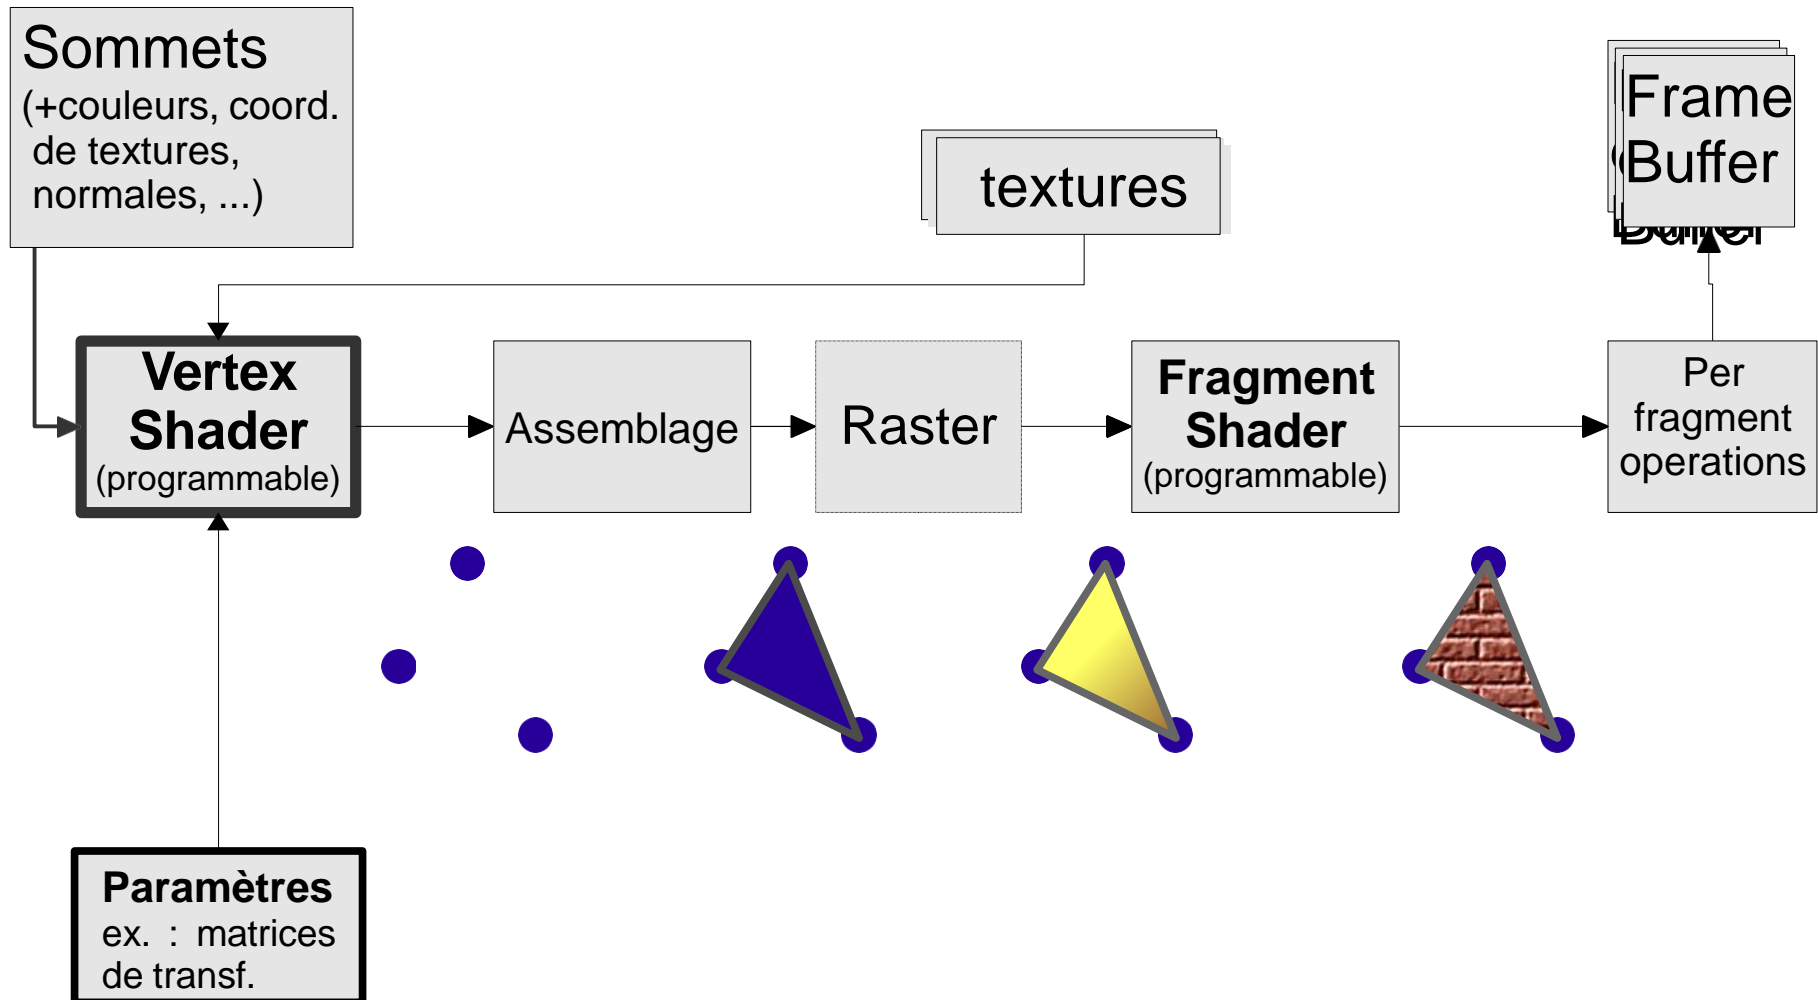 Sommets
(+couleurs, coord.
de textures,
normales, ...)
textures
Frame
Buffer
Buffer
Vertex
Shader
(programmable)
Assemblage
Raster
Fragment
Shader
(programmable)
Per
fragment
operations
Paramètres
ex. : matrices
de transf.